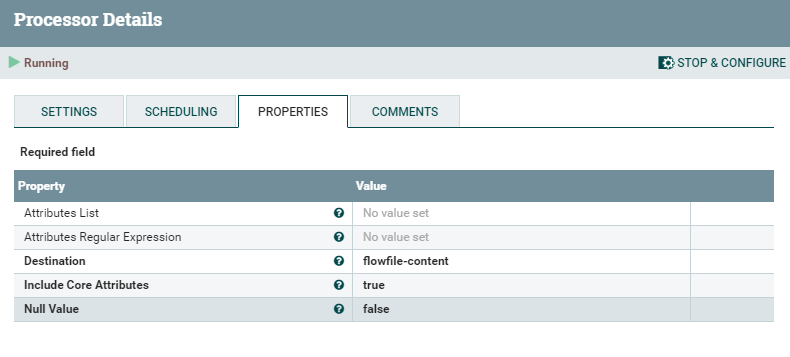 Processor Details
Running STOP & CONFIGURE
SETTINGS SCHEDULING PROPERTIES COMMENTS
Required field
Property Value
Attributes List No value set
Attributes Regular Expression No value set
Destination flowfile-content
Include Core Attributes true
Null Value false